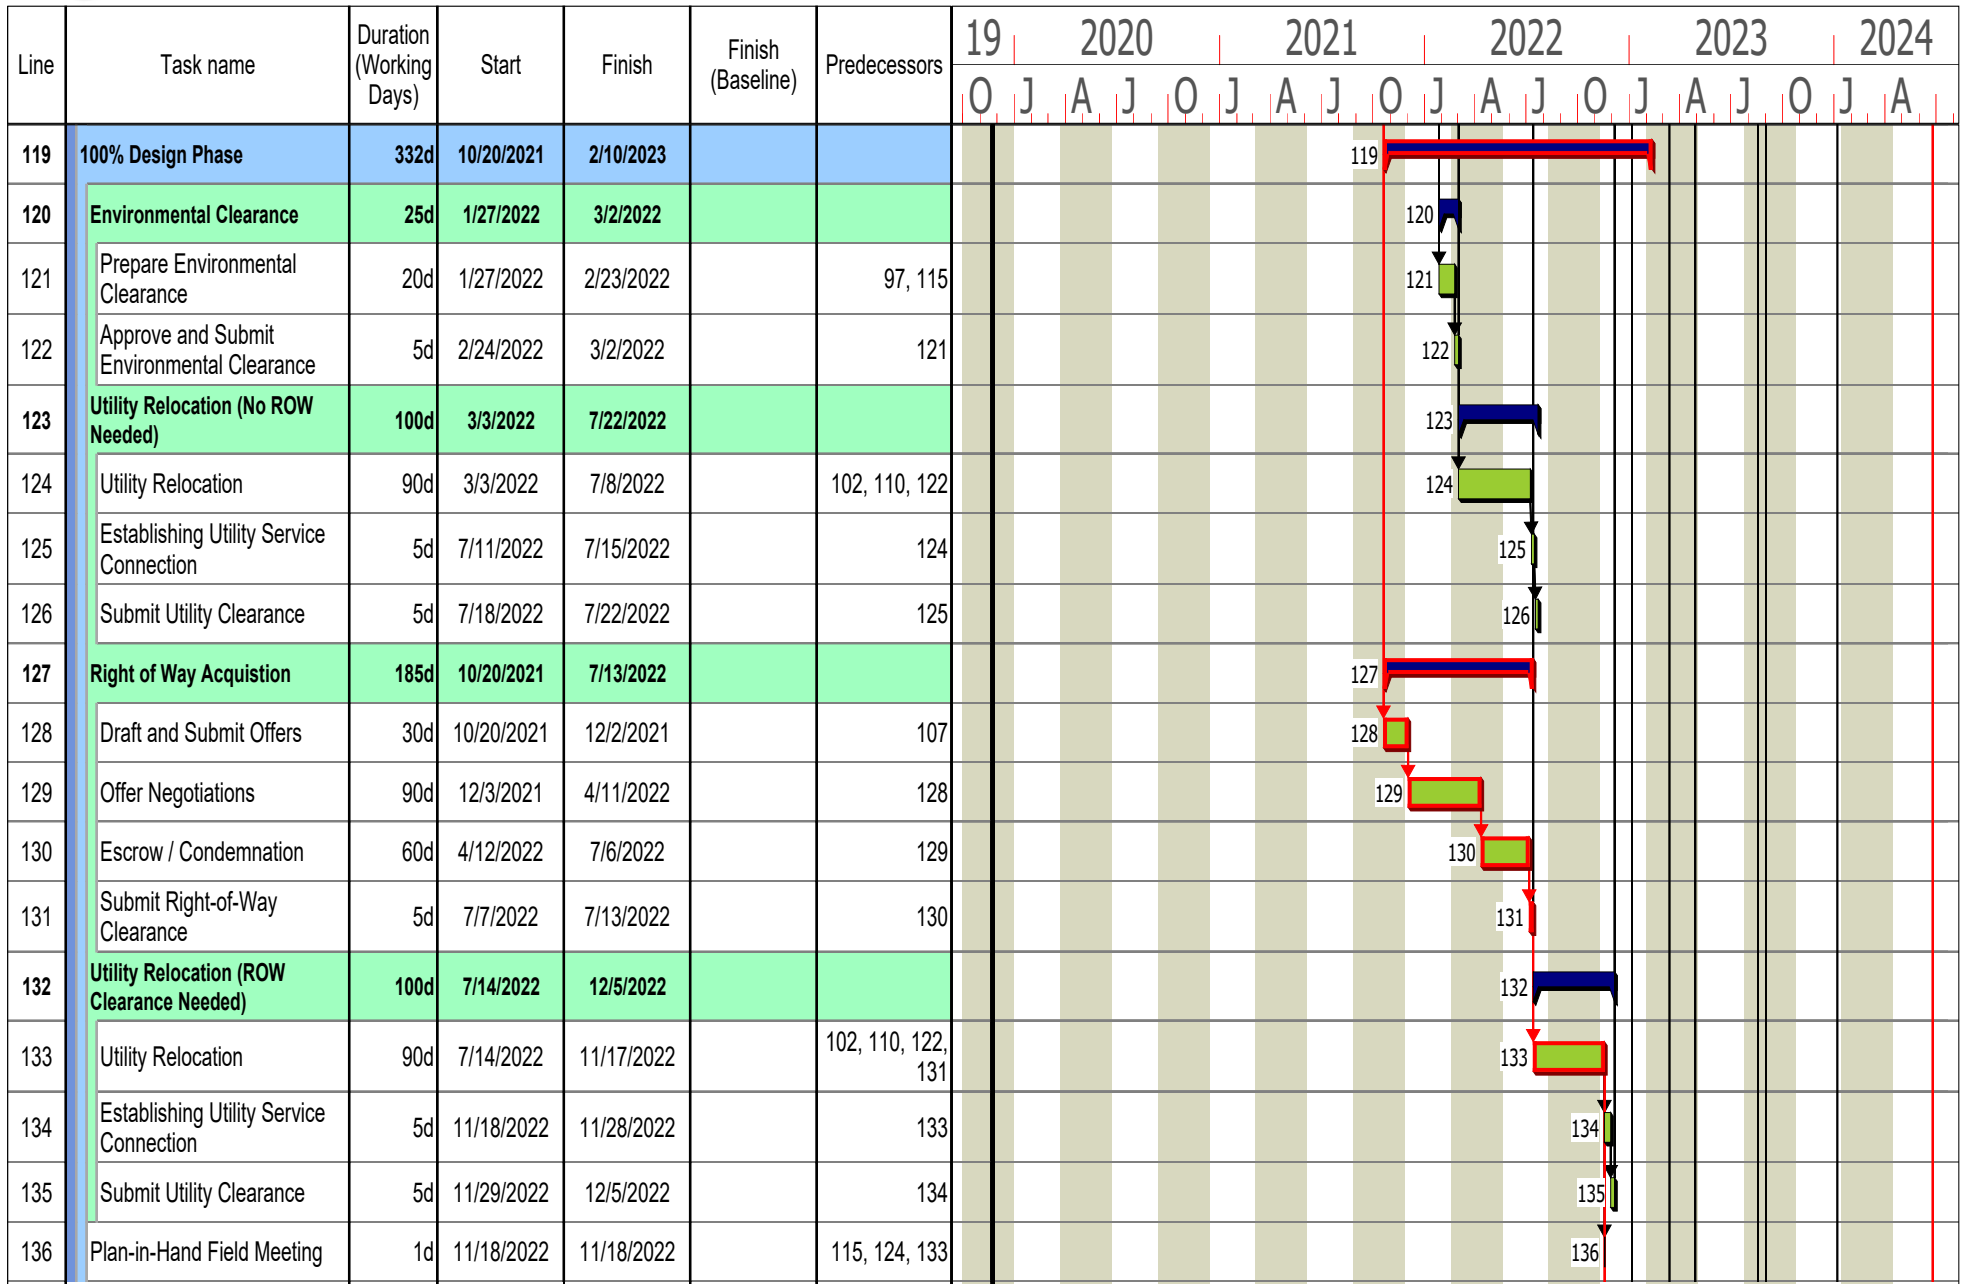 Line
Task name
Duration
(Working
Days)
Start
Finish
Finish
(Baseline)
Predecessors
19 2020 2021 2022 2023 2024
O J A J O J A J O J A J O J A J O J A
119 100% Design Phase 332d 10/20/2021 2/10/2023 119
120 Environmental Clearance 25d 1/27/2022 3/2/2022 120
121 Prepare Environmental
Clearance 20d 1/27/2022 2/23/2022 97, 115 121
122 Approve and Submit
Environmental Clearance 5d 2/24/2022 3/2/2022 121 122
123 Utility Relocation (No ROW
Needed) 100d 3/3/2022 7/22/2022 123
124 Utility Relocation 90d 3/3/2022 7/8/2022 102, 110, 122 124
125 Establishing Utility Service
Connection 5d 7/11/2022 7/15/2022 124 125
126 Submit Utility Clearance 5d 7/18/2022 7/22/2022 125 126
127 Right of Way Acquistion 185d 10/20/2021 7/13/2022 127
128 Draft and Submit Offers 30d 10/20/2021 12/2/2021 107 128
129 Offer Negotiations 90d 12/3/2021 4/11/2022 128 129
130 Escrow / Condemnation 60d 4/12/2022 7/6/2022 129 130
131 Submit Right-of-Way
Clearance 5d 7/7/2022 7/13/2022 130 131
132 Utility Relocation (ROW
Clearance Needed) 100d 7/14/2022 12/5/2022 132
133 Utility Relocation 90d 7/14/2022 11/17/2022 102, 110, 122,
131 133
134 Establishing Utility Service
Connection 5d 11/18/2022 11/28/2022 133 134
135 Submit Utility Clearance 5d 11/29/2022 12/5/2022 134 135
136 Plan-in-Hand Field Meeting 1d 11/18/2022 11/18/2022 115, 124, 133 136